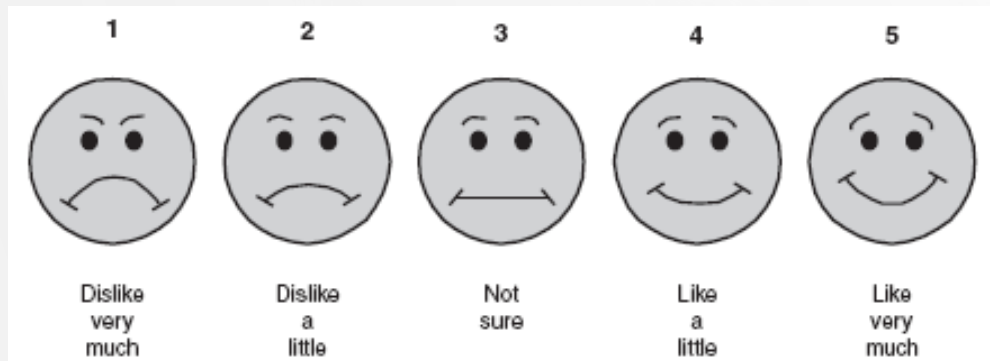 1 2 3 4 5
Dislike very much
Dislike a little
Not sure
Like a little
Like very much